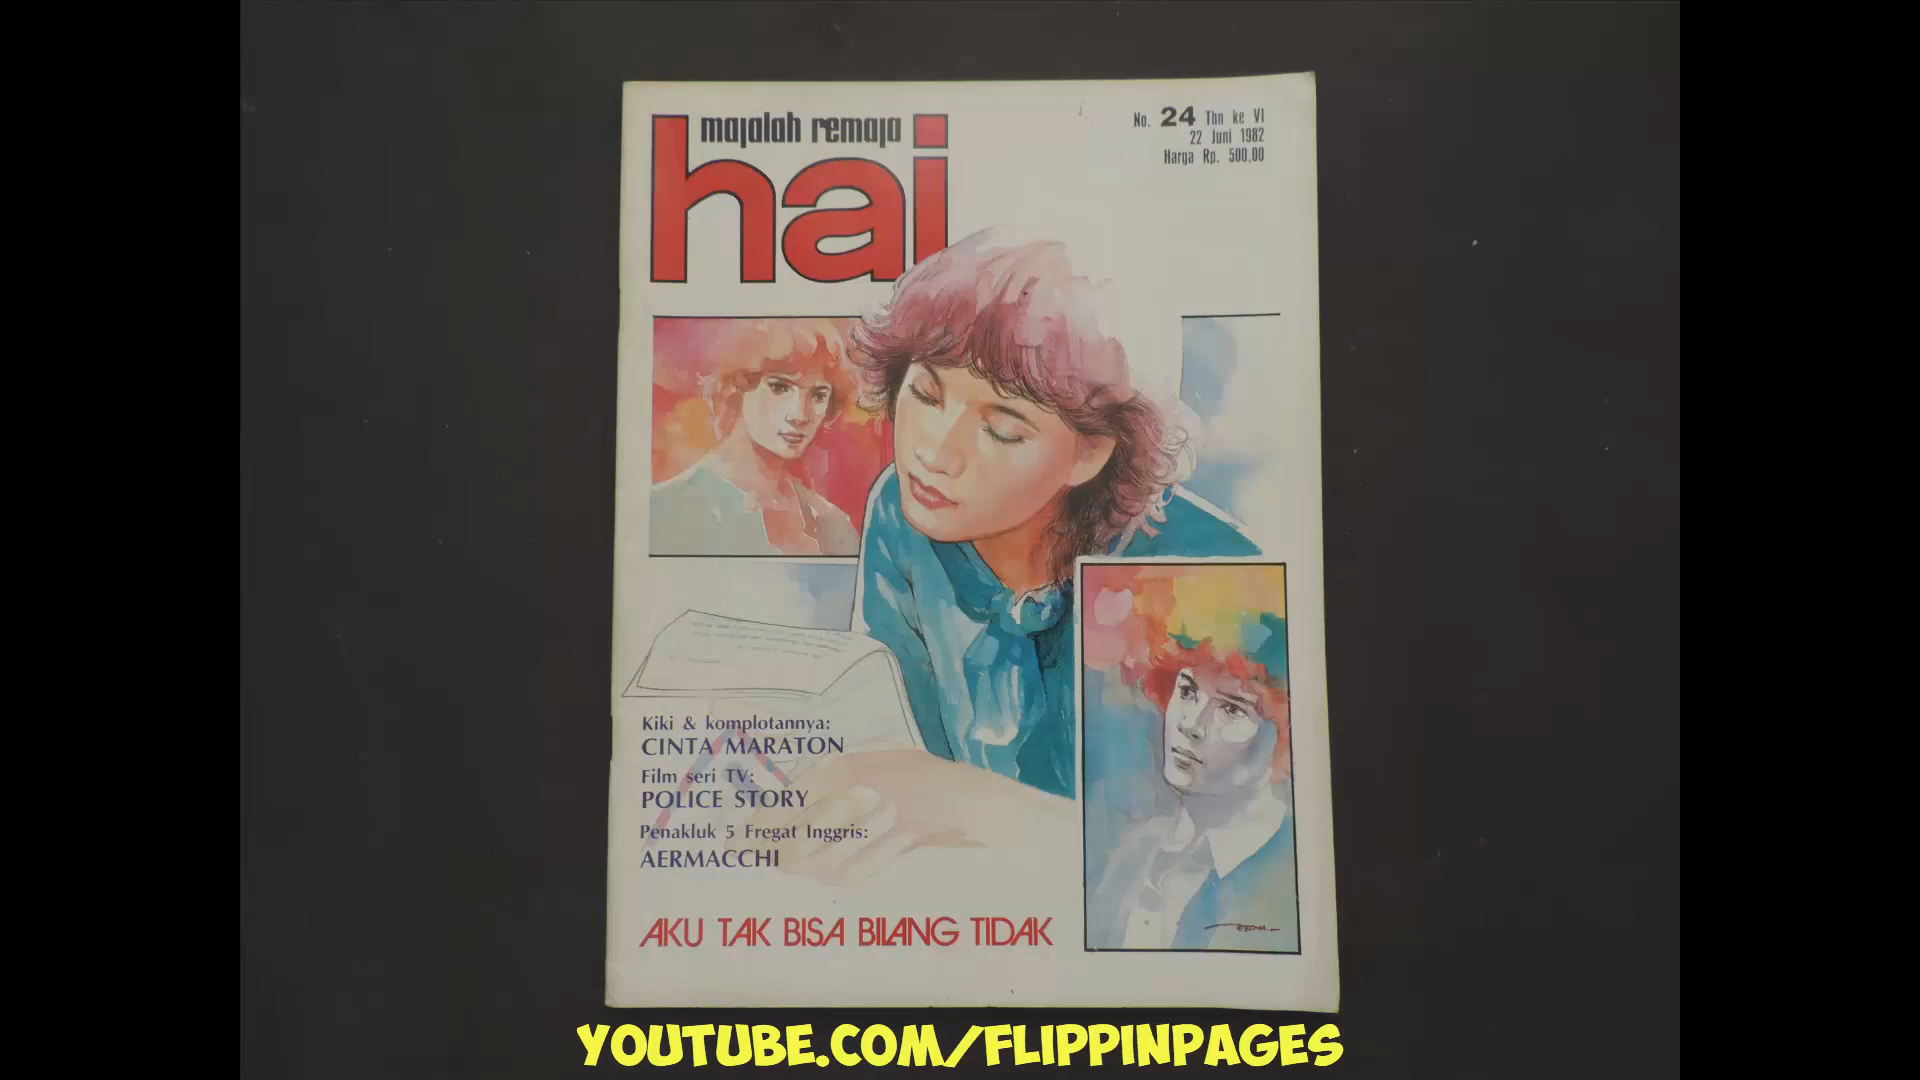 majalah remaja
hai
No. 24 Thn ke VI
22 Juni 1982
Harga Rp. 500,00
Kiki & komplotannya:
CINTA MARATON
Film seri TV:
POLICE STORY
Penakluk 5 Fregat Inggris:
AERMACCHI
AKU TAK BISA BILANG TIDAK
YOUTUBE.COM/FLIPPINPAGES